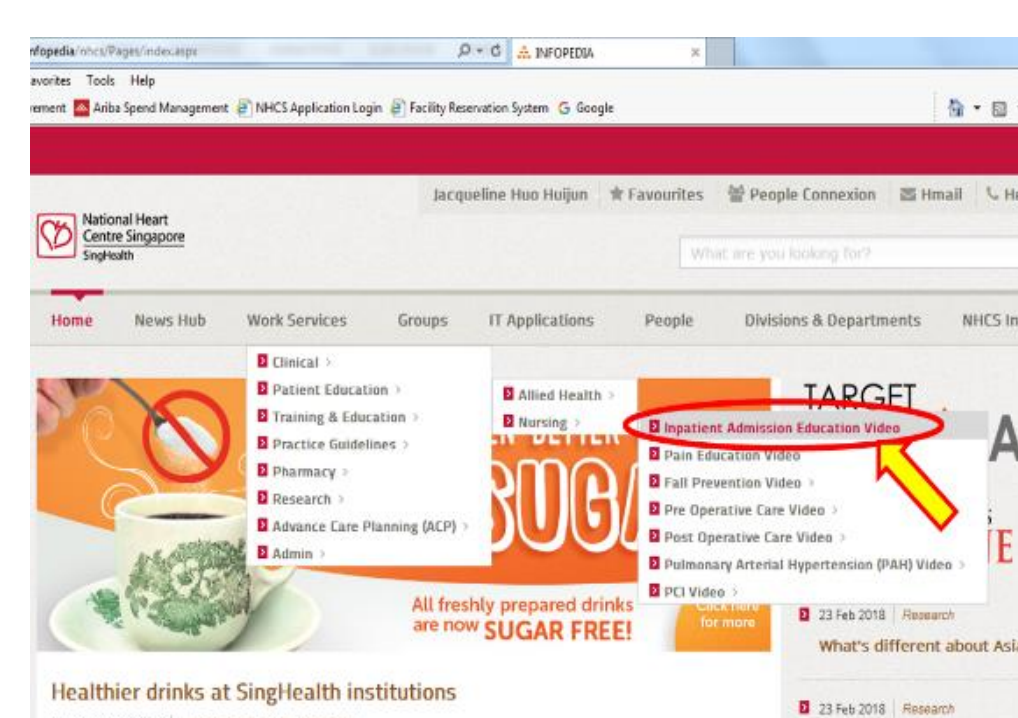 nfopedia/nhcs/Pages/index.aspx
INFOPEDIA
avorites Tools Help
vement Ariba Spend Management NHCS Application Login Facility Reservation System G Google
Jacqueline Huo Huijun Favourites People Connexion Hmail He
National Heart
Centre Singapore
SingHealth
What are you looking for?
Home News Hub Work Services Groups IT Applications People Divisions & Departments NHCS In
Clinical >
Patient Education >
Training & Education >
Practice Guidelines >
Pharmacy >
Research >
Advance Care Planning (ACP) >
Admin >
Allied Health >
Nursing >
Inpatient Admission Education Video
Pain Education Video
Fall Prevention Video >
Pre Operative Care Video >
Post Operative Care Video >
Pulmonary Arterial Hypertension (PAH) Video >
PCI Video >
TARGET
SUGA
All freshly prepared drinks
are now SUGAR FREE!
Click here
for more
23 Feb 2018 Research
What's different about Asia
Healthier drinks at SingHealth institutions
23 Feb 2018 Research